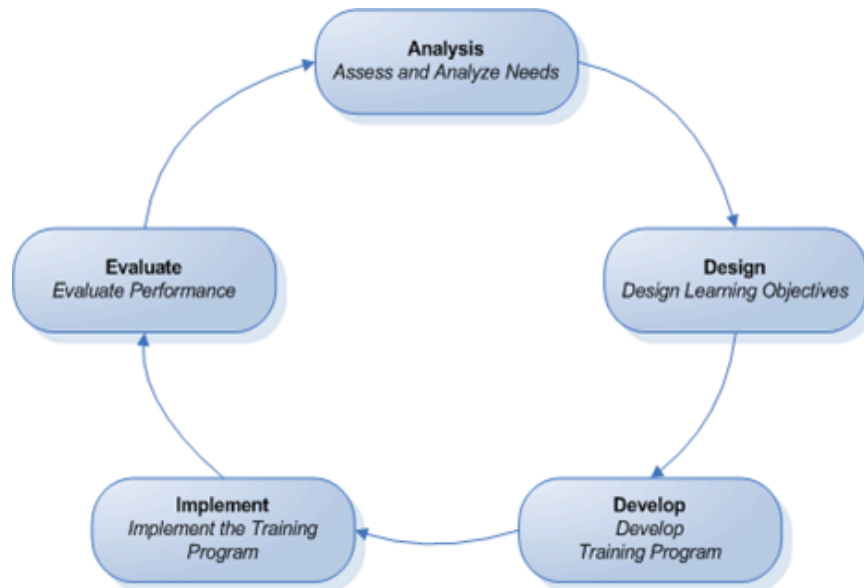 Analysis
Assess and Analyze Needs
Design
Design Learning Objectives
Develop
Develop
Training Program
Implement
Implement the Training
Program
Evaluate
Evaluate Performance